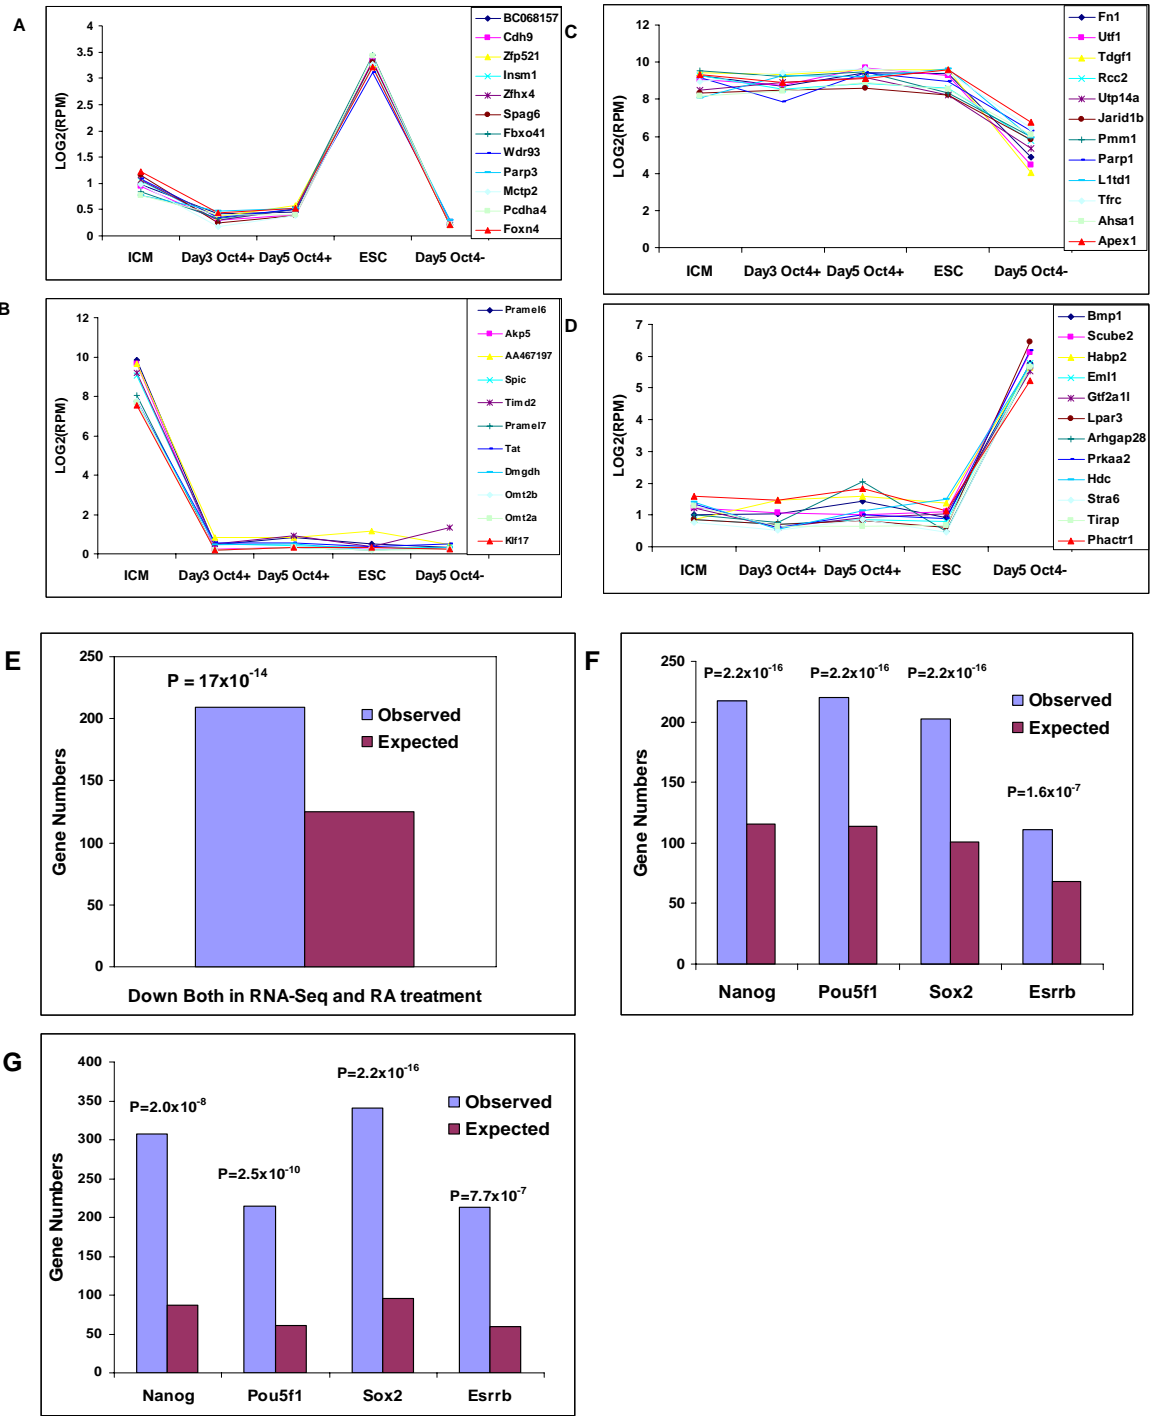 A
LOG2(RPM)
4
3.5
3
2.5
2
1.5
1
0.5
0
ICM Day3 Oct4+ Day5 Oct4+ ESC Day5 Oct4-
BC068157
Cdh9
Zfp521
Insm1
Zfhx4
Spag6
Fbxo41
Wdr93
Parp3
Mctp2
Pcdha4
Foxn4
C
LOG2(RPM)
12
10
8
6
4
2
0
ICM Day3 Oct4+ Day5 Oct4+ ESC Day5 Oct4-
Fn1
Utf1
Tdgf1
Rcc2
Utp14a
Jarid1b
Pmm1
Parp1
L1td1
Tfrc
Ahsa1
Apex1
B
LOG2(RPM)
12
10
8
6
4
2
0
ICM Day3 Oct4+ Day5 Oct4+ ESC Day5 Oct4-
Pramel6
Akp5
AA467197
Spic
Timd2
Pramel7
Tat
Dmgdh
Omt2b
Omt2a
Klf17
D
LOG2(RPM)
7
6
5
4
3
2
1
0
ICM Day3 Oct4+ Day5 Oct4+ ESC Day5 Oct4-
Bmp1
Scube2
Habp2
Eml1
Gtf2a1l
Lpar3
Arhgap28
Prkaa2
Hdc
Stra6
Tirap
Phactr1
E
Gene Numbers
250
200
150
100
50
0
P = 17x10-14
Observed
Expected
Down Both in RNA-Seq and RA treatment
F
Gene Numbers
250
200
150
100
50
0
P=2.2x10-16 P=2.2x10-16 P=2.2x10-16
Observed
Expected
P=1.6x10-7
Nanog Pou5f1 Sox2 Esrrb
G
Gene Numbers
400
350
300
250
200
150
100
50
0
P=2.2x10-16
P=2.0x10-8
Observed
Expected
P=2.5x10-10
P=7.7x10-7
Nanog Pou5f1 Sox2 Esrrb